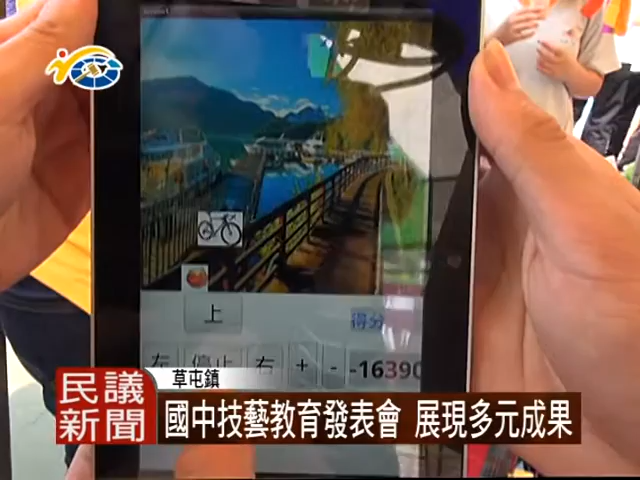 上
得分
左 停止 右 + - -16390
草屯鎮
民議新聞
國中技藝教育發表會 展現多元成果